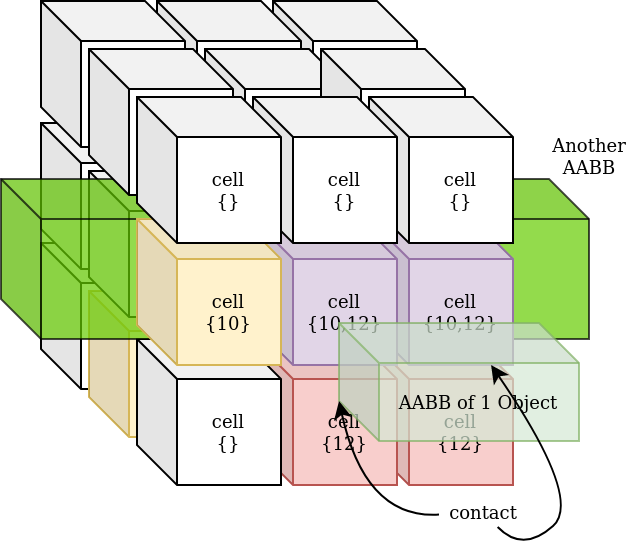 Another
AABB
cell
{}
cell
{}
cell
{}
cell
{10}
cell
{10,12}
cell
{10,12}
AABB of 1 Object
cell
{}
cell
{12}
cell
{12}
contact